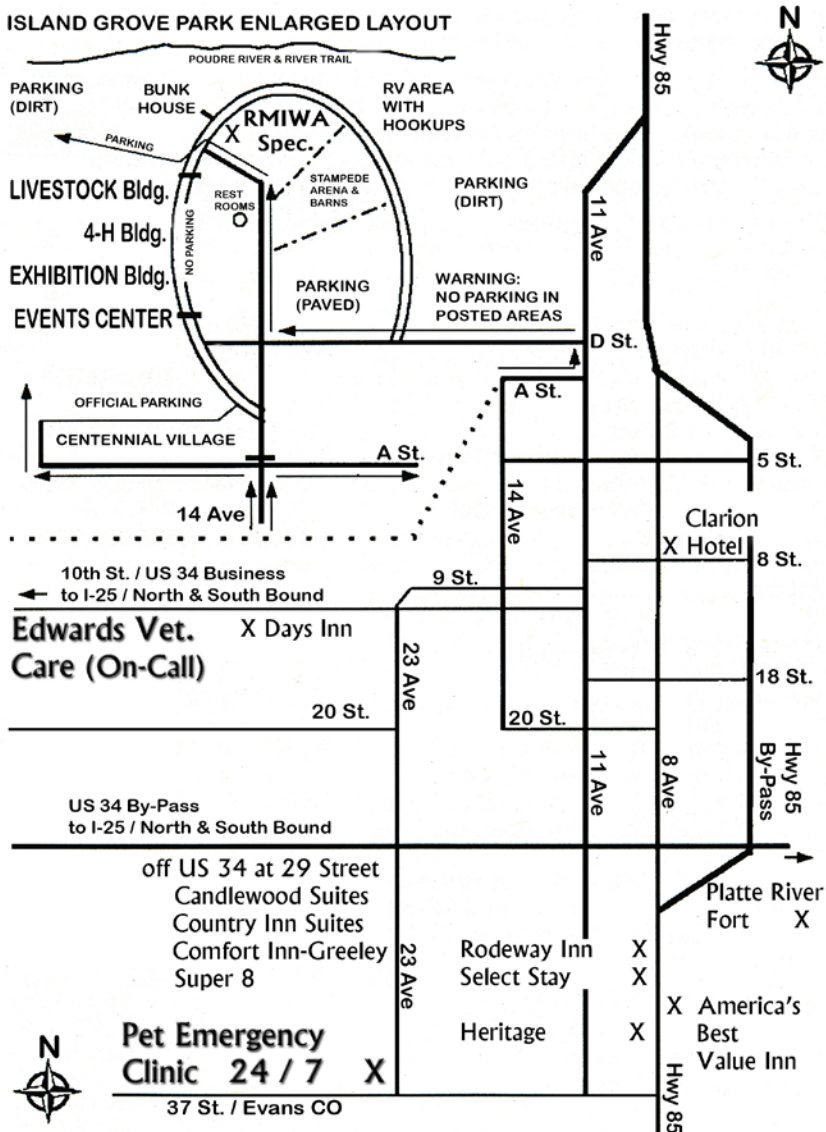 ISLAND GROVE PARK ENLARGED LAYOUT
N
POUDRE RIVER & RIVER TRAIL
Hwy 85
PARKING
(DIRT)
BUNK
HOUSE
RV AREA
WITH
HOOKUPS
X RMIWA
Spec.
PARKING
LIVESTOCK Bldg.
REST
ROOMS
STAMPEDE
ARENA &
BARNS
PARKING
(DIRT)
11 Ave
4-H Bldg.
NO PARKING
EXHIBITION Bldg.
PARKING
(PAVED)
WARNING:
NO PARKING IN
POSTED AREAS
EVENTS CENTER
D St.
A St.
OFFICIAL PARKING
CENTENNIAL VILLAGE
A St.
5 St.
14 Ave
14 Ave
Clarion
X Hotel
8 St.
10th St. / US 34 Business
to I-25 / North & South Bound
9 St.
Edwards Vet.
Care (On-Call)
X Days Inn
23 Ave
18 St.
20 St.
20 St.
11 Ave
8 Ave
Hwy 85
By-Pass
US 34 By-Pass
to I-25 / North & South Bound
off US 34 at 29 Street
Candlewood Suites
Country Inn Suites
Comfort Inn-Greeley
Super 8
23 Ave
Platte River
Fort X
Rodeway Inn X
Select Stay X
Heritage X
X America's
Best
Value Inn
N
Pet Emergency
Clinic 24 / 7 X
37 St. / Evans CO
Hwy 85